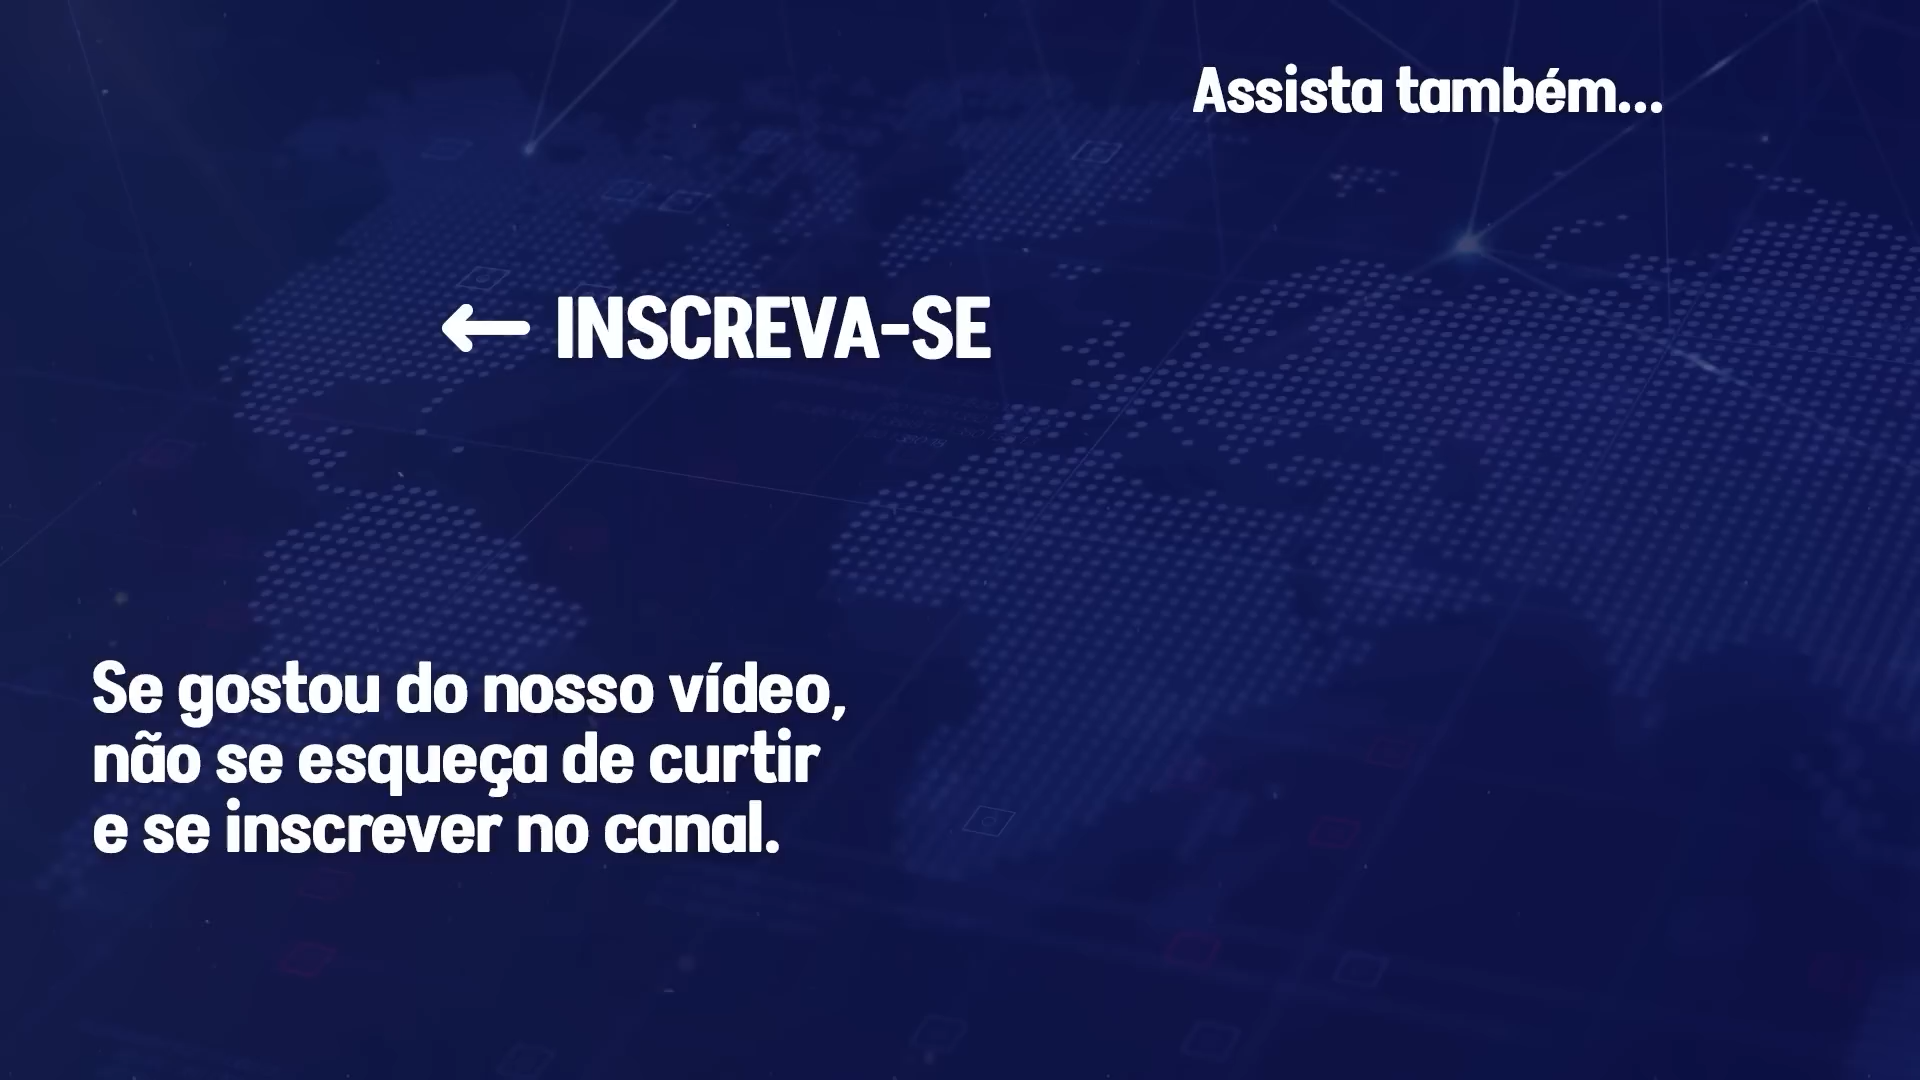 Assista também...
← INSCREVA-SE
Se gostou do nosso vídeo,
não se esqueça de curtir
e se inscrever no canal.